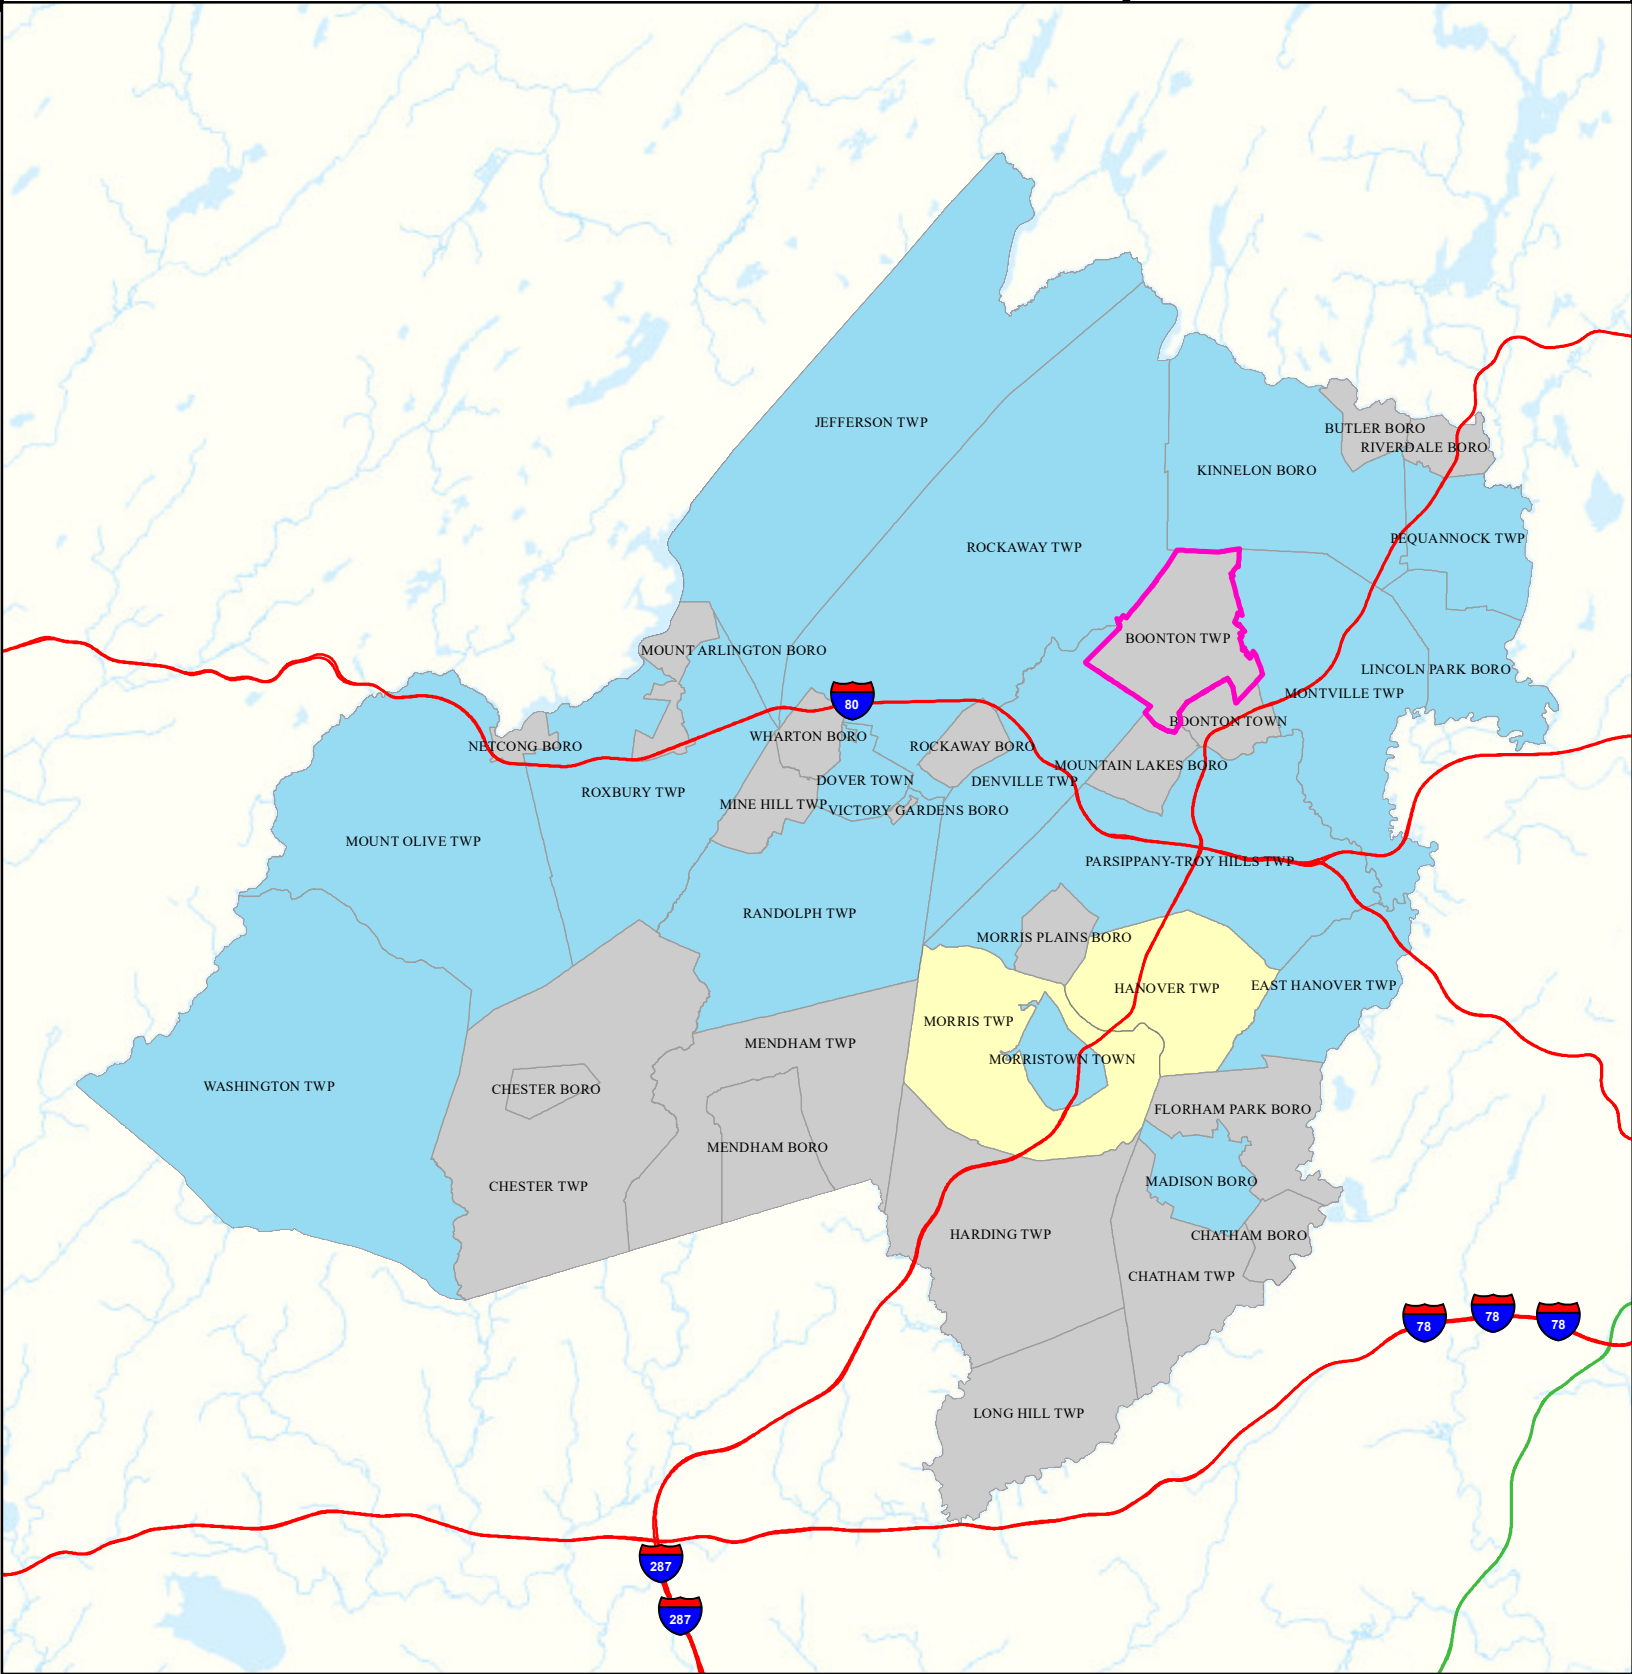 JEFFERSON TWP
BUTLER BORO
RIVERDALE BORO
KINNELON BORO
PEQUANNOCK TWP
ROCKAWAY TWP
BOONTON TWP
MOUNT ARLINGTON BORO
LINCOLN PARK BORO
MONTVILLE TWP
80
BOONTON TOWN
WHARTON BORO
NETCONG BORO
ROCKAWAY BORO
MOUNTAIN LAKES BORO
DOVER TOWN
DENVILLE TWP
ROXBURY TWP
MINE HILL TWP
VICTORY GARDENS BORO
MOUNT OLIVE TWP
PARSIPPANY-TROY HILLS TWP
RANDOLPH TWP
MORRIS PLAINS BORO
EAST HANOVER TWP
HANOVER TWP
MORRIS TWP
MENDHAM TWP
MORRISTOWN TOWN
WASHINGTON TWP
CHESTER BORO
FLORHAM PARK BORO
MENDHAM BORO
MADISON BORO
CHESTER TWP
HARDING TWP
CHATHAM BORO
CHATHAM TWP
78
78
78
LONG HILL TWP
287
287